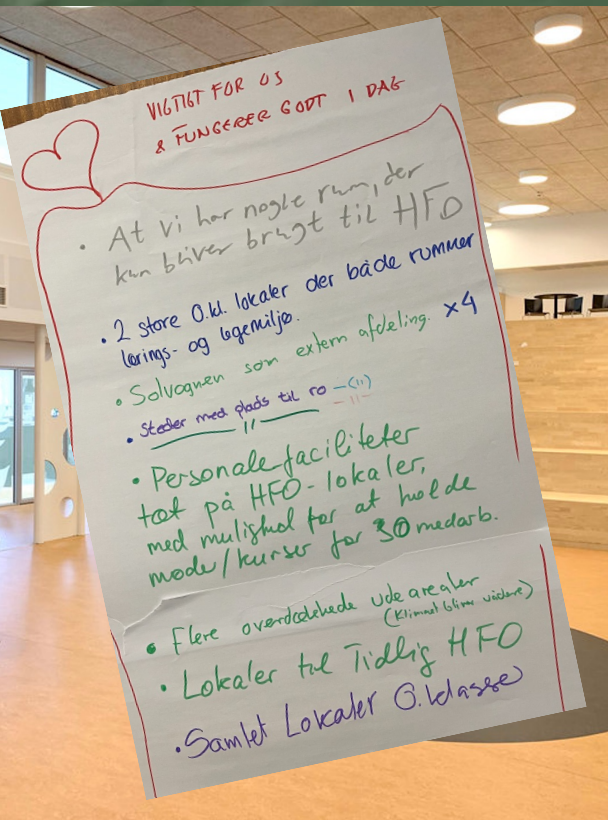 VIGTIGT FOR OS
& FUNGERER GODT I DAG
• At vi har nogle rum, der
kun bliver brugt til HFO
• 2 store 0.kl. lokaler der både rummer
lærings- og legemiljø.
• Solvognen som extern afdeling. x4
• Steder med plads til ro –(11)
– 11 –
11
• Personalefaciliteter
tæt på HFO-lokaler,
med mulighed for at holde
møde/kurser for 30 medarb.
• Flere overdækkede udearealer
(Klimaet bliver vådere)
• Lokaler til Tidlig HFO
• Samlet Lokaler 0.klasse